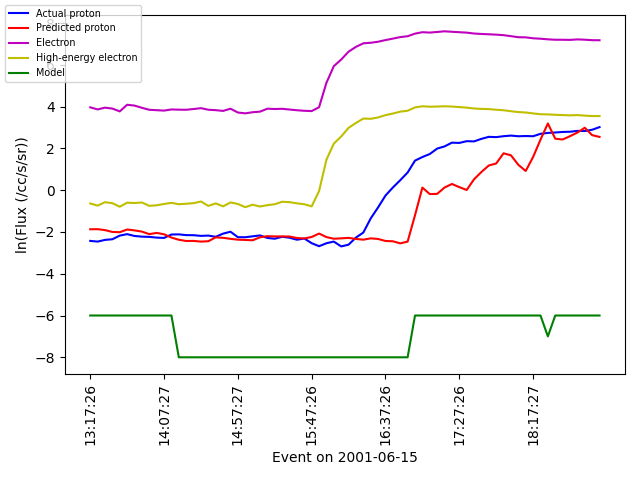 Actual proton
Predicted proton
Electron
High-energy electron
Model
4
2
0
−2
−4
−6
−8
ln(Flux (/cc/s/sr))
13:17:26
14:07:27
14:57:27
15:47:26
16:37:26
17:27:26
18:17:27
Event on 2001-06-15